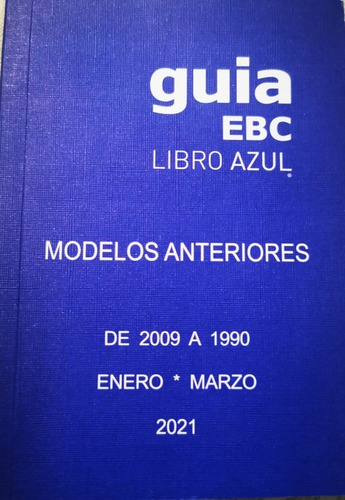 guia
EBC
LIBRO AZUL
MODELOS ANTERIORES
DE 2009 A 1990
ENERO * MARZO
2021